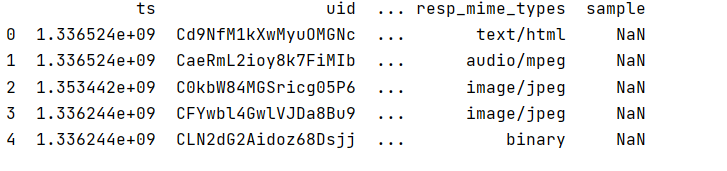 ts uid ... resp_mime_types sample
0 1.336524e+09 Cd9NfM1kXwMyuOMGNc ... text/html NaN
1 1.336524e+09 CaeRmL2ioy8k7FiMIb ... audio/mpeg NaN
2 1.353442e+09 C0kbW84MGSricg05P6 ... image/jpeg NaN
3 1.336244e+09 CFYwbl4GwlVJDa8Bu9 ... image/jpeg NaN
4 1.336244e+09 CLN2dG2Aidoz68Dsjj ... binary NaN